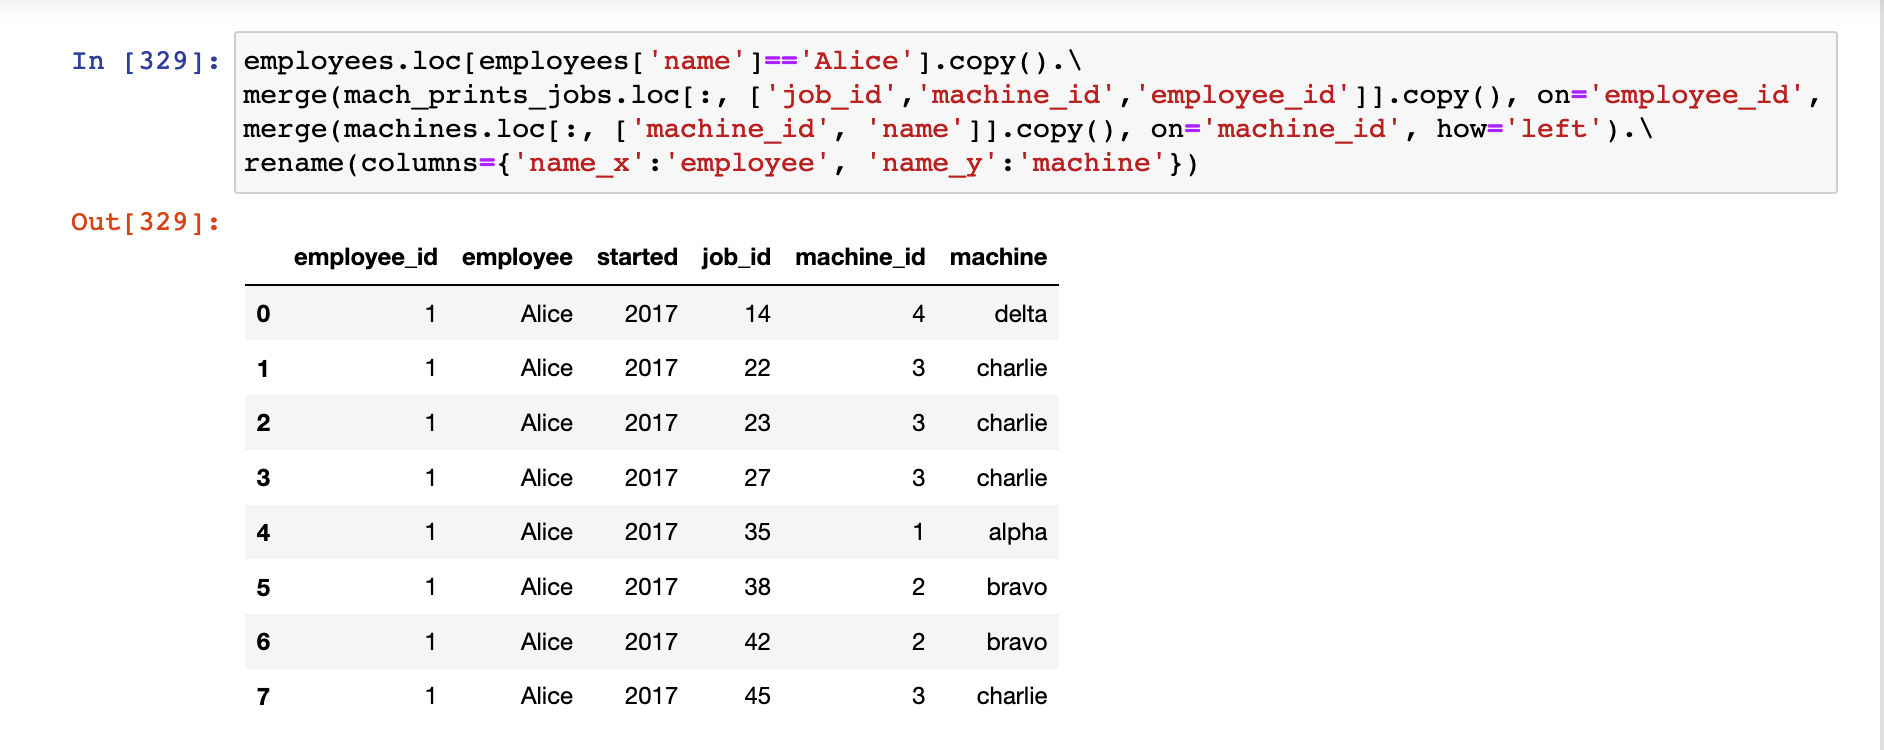 In [329]:
employees.loc[employees['name']=='Alice'].copy().\
merge(mach_prints_jobs.loc[:, ['job_id','machine_id','employee_id']].copy(), on='employee_id',
merge(machines.loc[:, ['machine_id', 'name']].copy(), on='machine_id', how='left').\
rename(columns={'name_x':'employee', 'name_y':'machine'})
Out[329]:
employee_id employee started job_id machine_id machine
0 1 Alice 2017 14 4 delta
1 1 Alice 2017 22 3 charlie
2 1 Alice 2017 23 3 charlie
3 1 Alice 2017 27 3 charlie
4 1 Alice 2017 35 1 alpha
5 1 Alice 2017 38 2 bravo
6 1 Alice 2017 42 2 bravo
7 1 Alice 2017 45 3 charlie